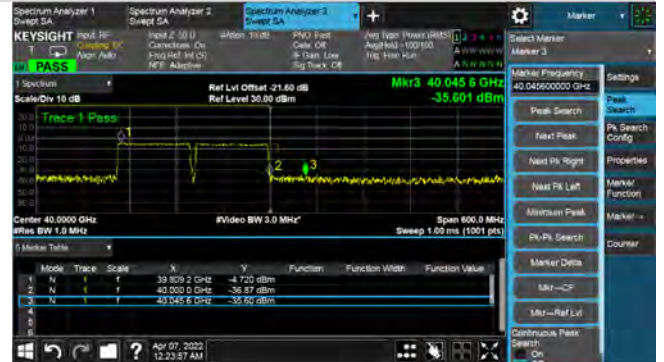 Spectrum Analyzer 1
Swept SA
Spectrum Analyzer 2
Swept SA
Spectrum Analyzer 3
Swept SA
Marker
KEYSIGHT
Input: RF
Coupling: DC
Align: Auto
Input Z: 50 Ω
Corrections: On
Freq Ref: Int (S)
NFE: Adaptive
#Atten: 10 dB
PNO: Fast
Gate: Off
IF Gain: Low
Sig Track: Off
Avg Type: Power (RMS)
Avg|Hold: >100/100
Trig: Free Run
PASS
Select Marker
Marker 3
1 Spectrum
Scale/Div 10 dB
Ref Lvl Offset -21.60 dB
Ref Level 30.00 dBm
Mkr3 40.045 6 GHz
-35.601 dBm
Trace 1 Pass
1
2
3
Center 40.0000 GHz
#Res BW 1.0 MHz
#Video BW 3.0 MHz*
Span 600.0 MHz
Sweep 1.00 ms (1001 pts)
5 Marker Table
Mode Trace Scale X Y Function Function Width Function Value
1 N 1 f 39.809 2 GHz -4.720 dBm
2 N 1 f 40.000 0 GHz -36.87 dBm
3 N 1 f 40.045 6 GHz -35.60 dBm
4
5
6
Marker Frequency
40.045600000 GHz
Peak Search
Next Peak
Next Pk Right
Next Pk Left
Minimum Peak
Pk-Pk Search
Marker Delta
Mkr→CF
Mkr→Ref Lvl
Continuous Peak
Search
On
Settings
Peak
Search
Pk Search
Config
Properties
Marker
Function
Marker→
Counter
Apr 07, 2022
12:23:57 AM